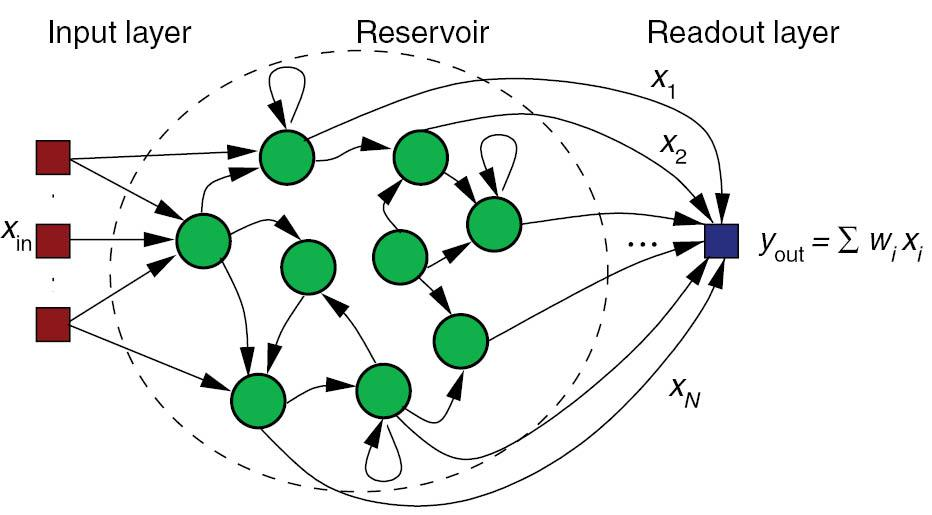 Input layer
Reservoir
Readout layer
x1
x2
xin
...
yout = ∑ wi xi
xN